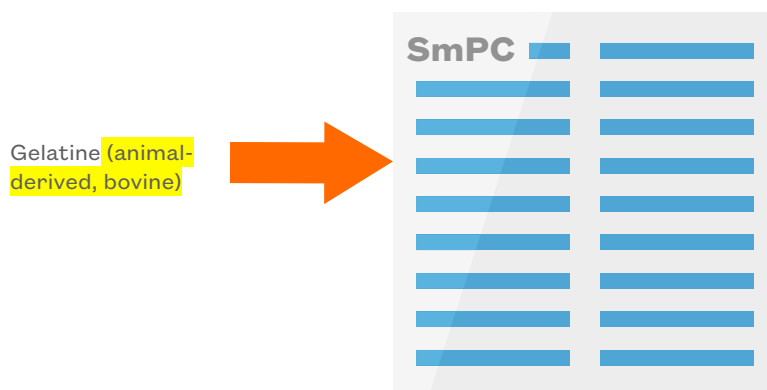 SmPC
Gelatine (animal-
derived, bovine)